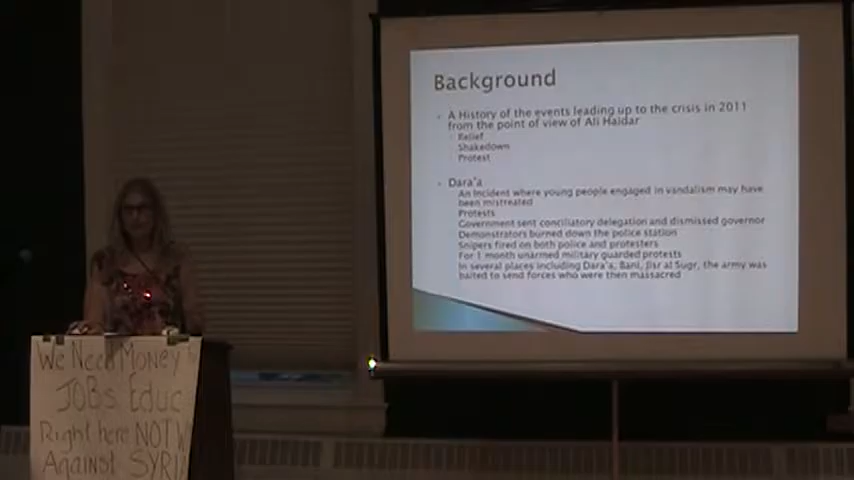 Background
A History of the events leading up to the crisis in 2011
from the point of view of Ali Haidar
Relief
Shakedown
Protest
Dara'a
An Incident where young people engaged in vandalism may have
been mistreated
Protests
Government sent conciliatory delegation and dismissed governor
Demonstrators burned down the police station
Snipers fired on both police and protesters
For 1 month unarmed military guarded protests
In several places including Dara'a, Bani, Jisr al Sugr, the army was
baited to send forces who were then massacred
We Need Money
JOBs Educ
Right here NOT W
Against SYRI